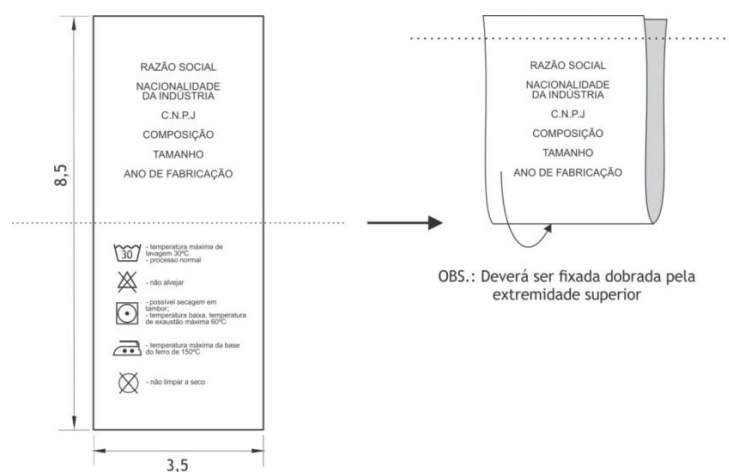 RAZÃO SOCIAL
NACIONALIDADE
DA INDÚSTRIA
C.N.P.J
COMPOSIÇÃO
TAMANHO
ANO DE FABRICAÇÃO
8,5
30
- temperatura máxima de
lavagem 30ºC
- processo normal
- não alvejar
- possível secagem em
tambor;
- temperatura baixa, temperatura
de exaustão máxima 60ºC
- temperatura máxima da base
do ferro de 150ºC
- não limpar a seco
3,5
RAZÃO SOCIAL
NACIONALIDADE
DA INDÚSTRIA
C.N.P.J
COMPOSIÇÃO
TAMANHO
ANO DE FABRICAÇÃO
OBS.: Deverá ser fixada dobrada pela
extremidade superior